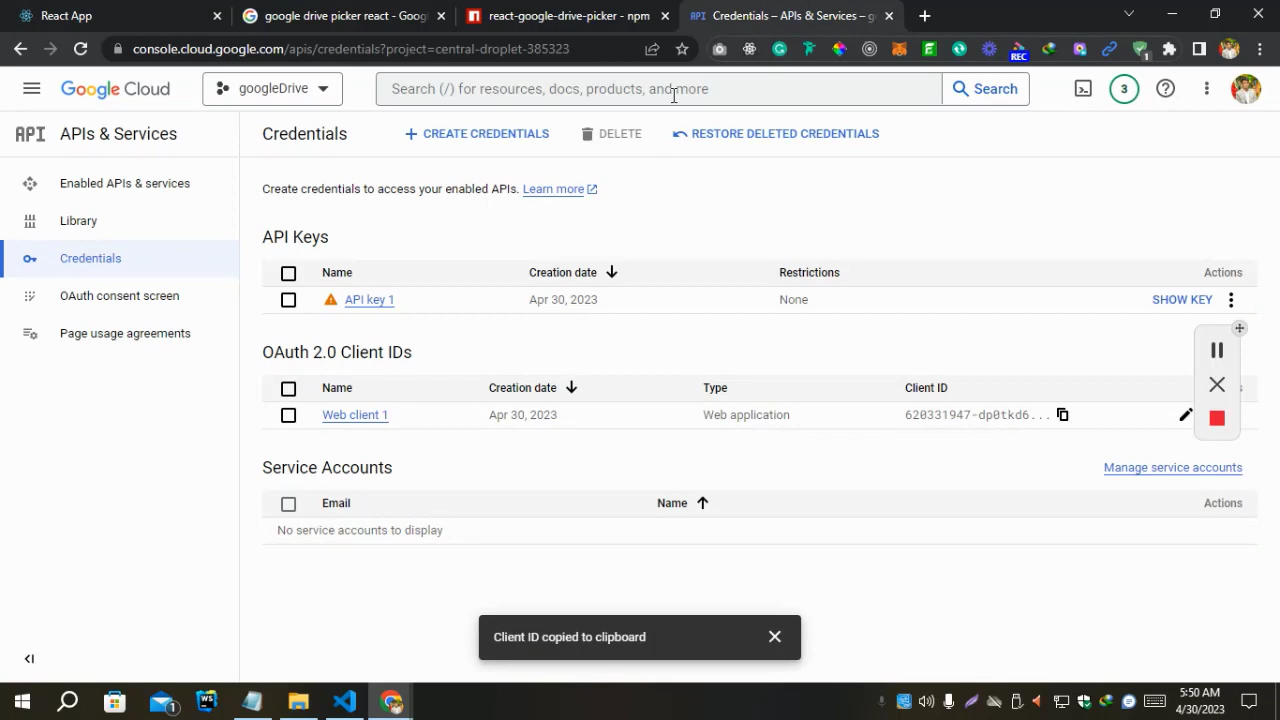 React App
google drive picker react - Goog
react-google-drive-picker - npm
API Credentials – APIs & Services – g
console.cloud.google.com/apis/credentials?project=central-droplet-385323
REC
1
Google Cloud
googleDrive
Search (/) for resources, docs, products, and more
Search
3
API APIs & Services
Credentials
CREATE CREDENTIALS
DELETE
RESTORE DELETED CREDENTIALS
Enabled APIs & services
Library
Credentials
OAuth consent screen
Page usage agreements
Create credentials to access your enabled APIs. Learn more
API Keys
Name
Creation date
Restrictions
Actions
API key 1
Apr 30, 2023
None
SHOW KEY
OAuth 2.0 Client IDs
Name
Creation date
Type
Client ID
Web client 1
Apr 30, 2023
Web application
620331947-dp0tkd6...
Service Accounts
Manage service accounts
Email
Name
Actions
No service accounts to display
Client ID copied to clipboard
WS
1
5:50 AM
4/30/2023